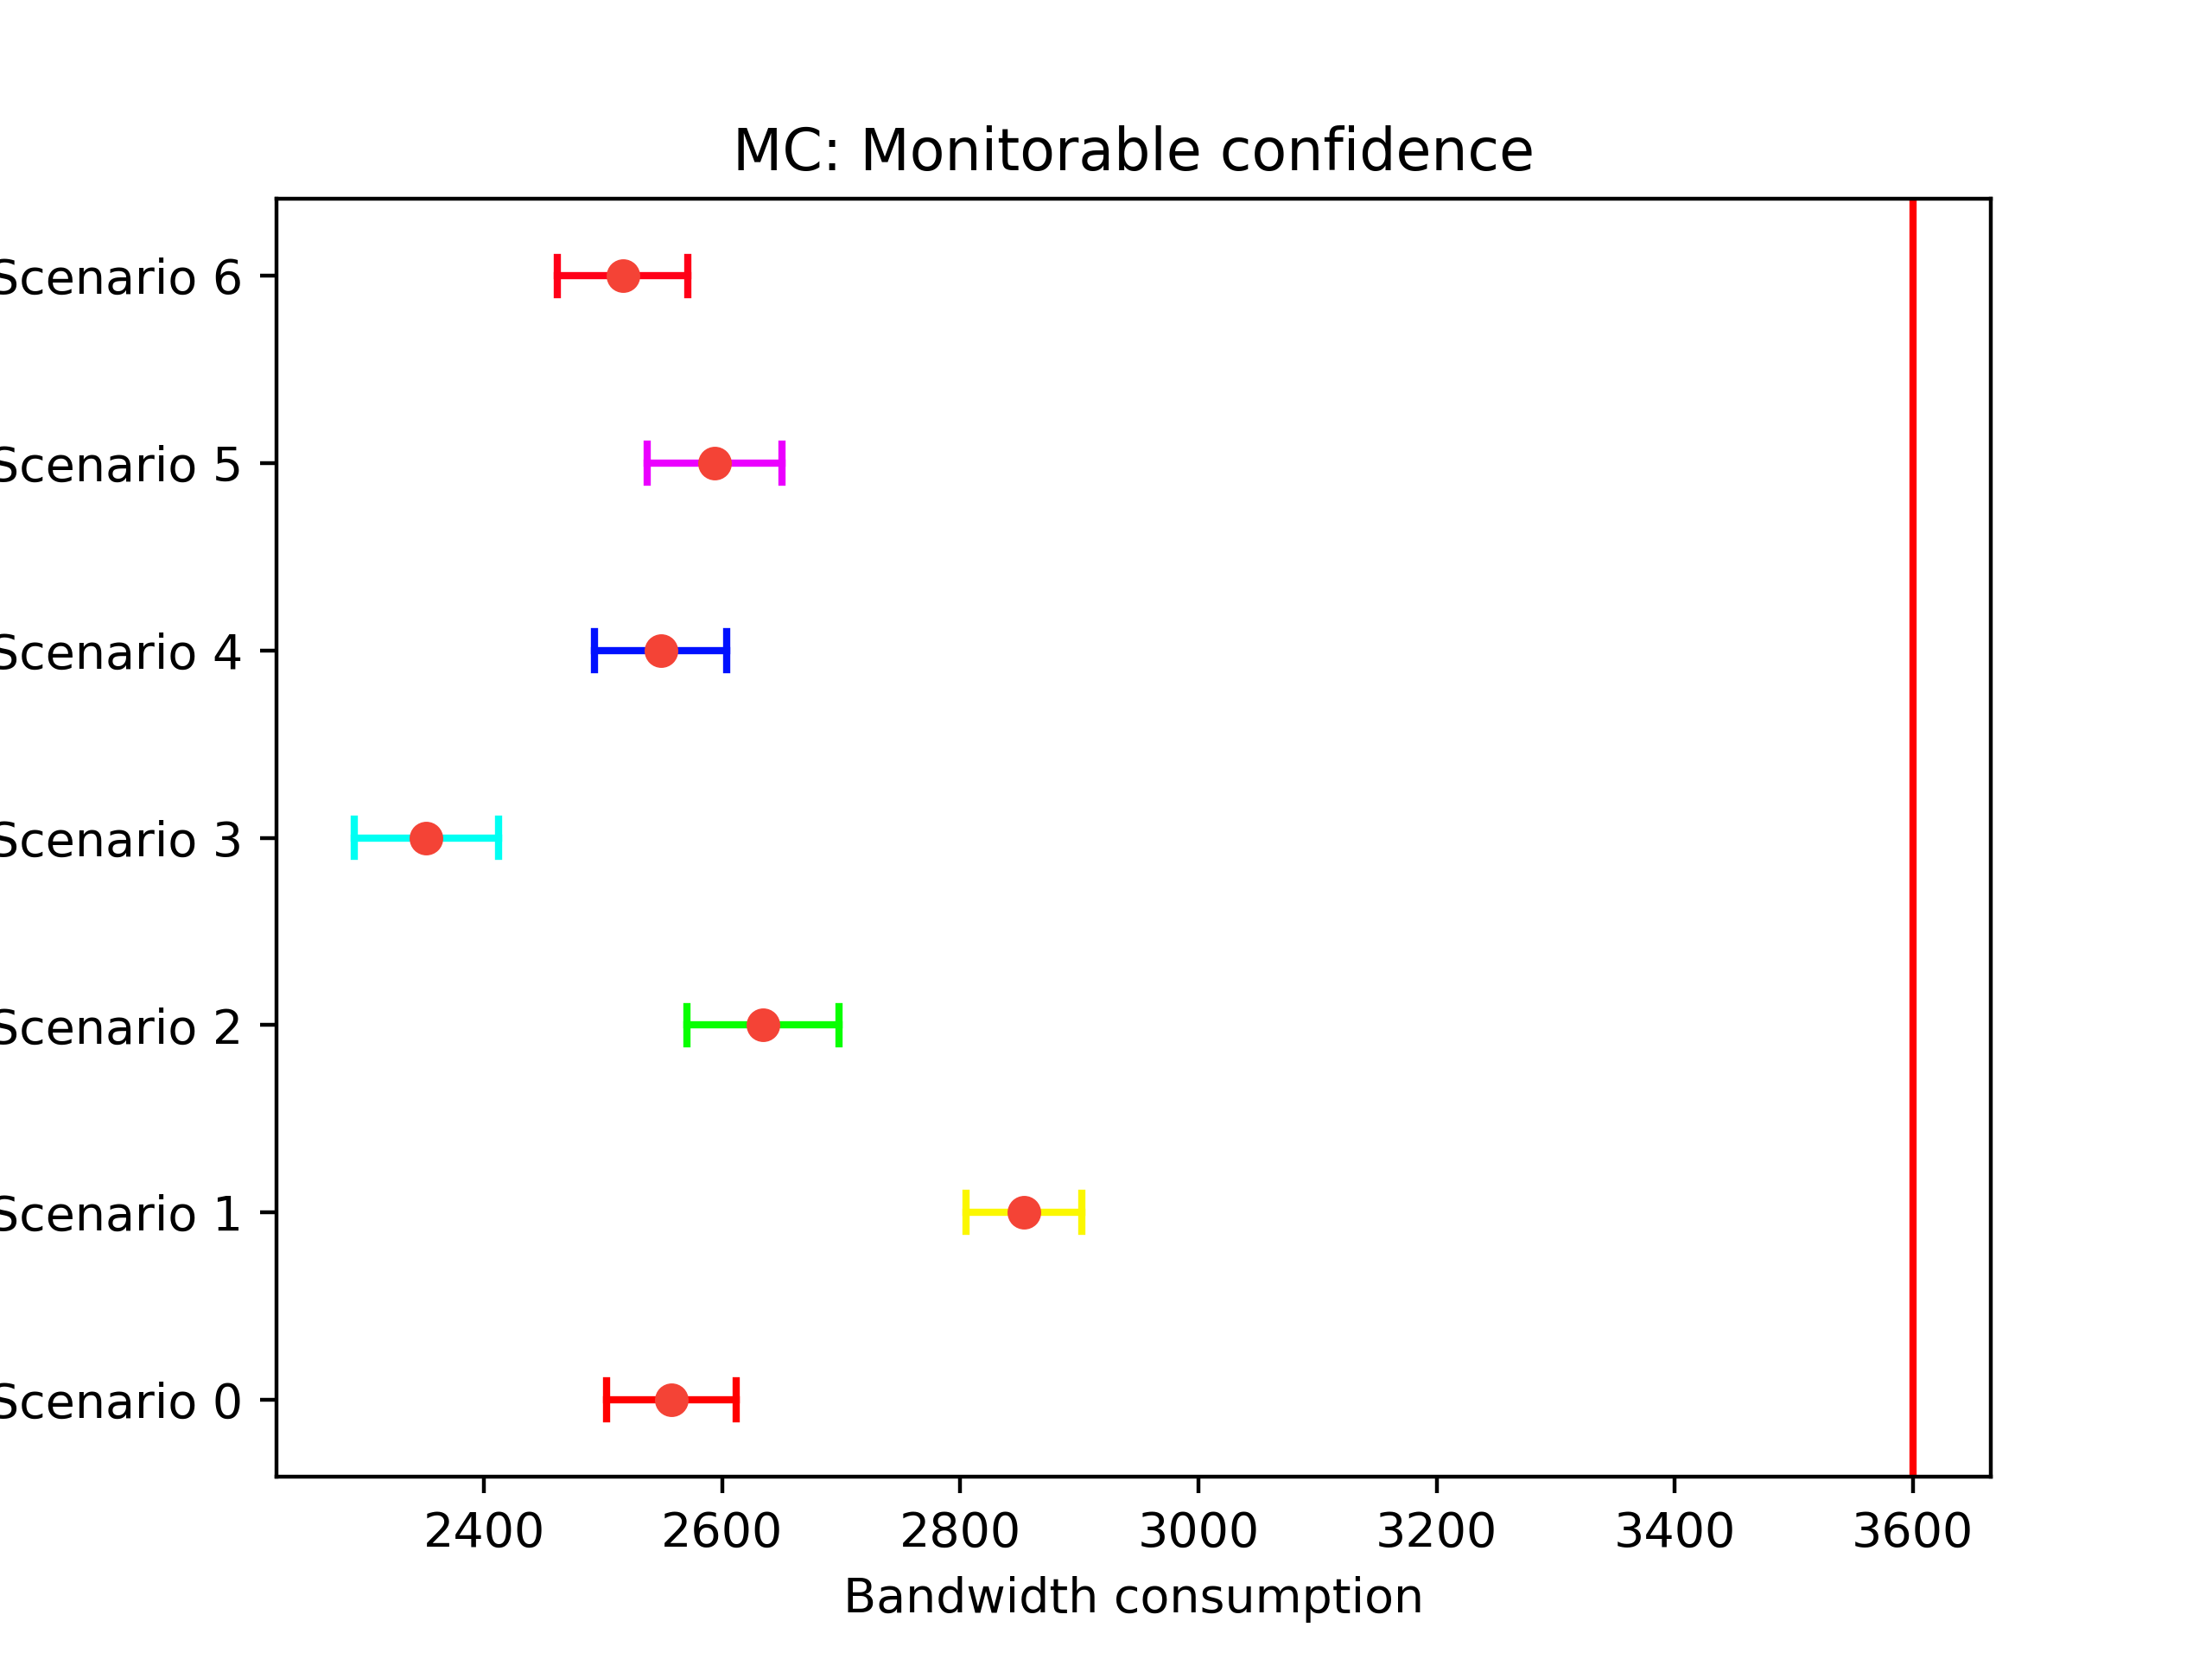 MC: Monitorable confidence
Scenario 6
Scenario 5
Scenario 4
Scenario 3
Scenario 2
Scenario 1
Scenario 0
2400 2600 2800 3000 3200 3400 3600
Bandwidth consumption